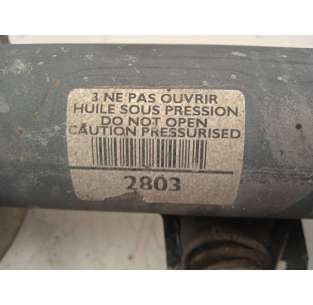 3 NE PAS OUVRIR
HUILE SOUS PRESSION
DO NOT OPEN
CAUTION PRESSURISED
2803